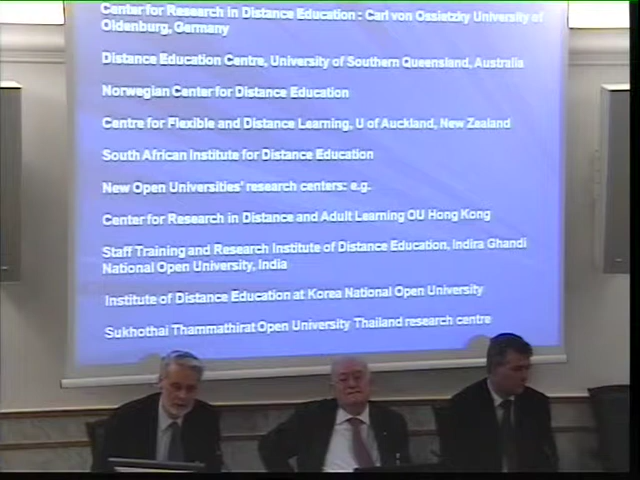 Center for Research in Distance Education : Carl von Ossietzky University of
Oldenburg, Germany
Distance Education Centre, University of Southern Queensland, Australia
Norwegian Center for Distance Education
Centre for Flexible and Distance Learning, U of Auckland, New Zealand
South African Institute for Distance Education
New Open Universities' research centers: e.g.
Center for Research in Distance and Adult Learning OU Hong Kong
Staff Training and Research Institute of Distance Education, Indira Ghandi
National Open University, India
Institute of Distance Education at Korea National Open University
Sukhothai Thammathirat Open University Thailand research centre